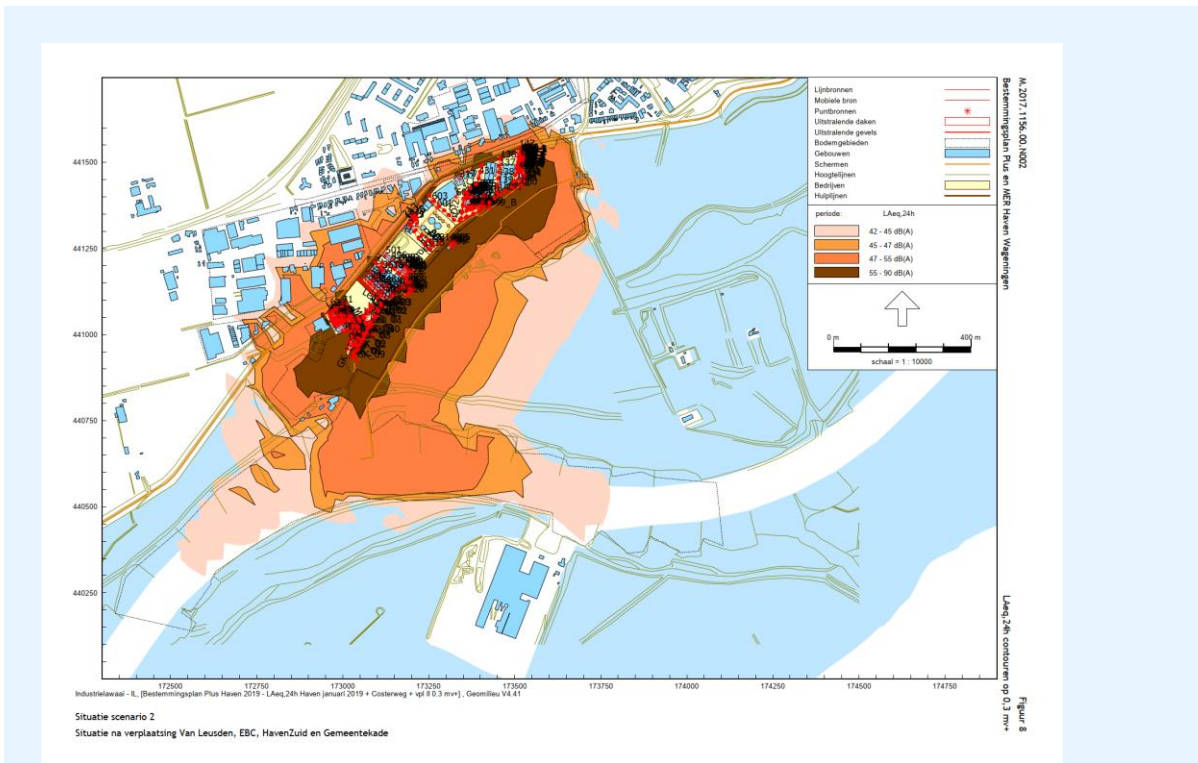 Lijnbronnen
Mobiele bron
Puntbronnen
Uitstralende daken
Uitstralende gevels
Bodemgebieden
Gebouwen
Schermen
Hoogtelijnen
Bedrijven
Hulplijnen
periode: LAeq,24h
42 - 45 dB(A)
45 - 47 dB(A)
47 - 55 dB(A)
55 - 90 dB(A)
0 m 400 m
schaal = 1 : 10000
M.2017.1156.00.N002
Bestemmingsplan Plus en MER Haven Wageningen
Figuur 8
LAeq,24h contouren op 0,3 mv+
441500
441250
441000
440750
440500
440250
172500 172750 173000 173250 173500 173750 174000 174250 174500 174750
Industrielawaai - IL, [Bestemmingsplan Plus Haven 2019 - LAeq,24h Haven januari 2019 + Costerweg + vpl II 0.3 mv+] , Geomilieu V4.41
Situatie scenario 2
Situatie na verplaatsing Van Leusden, EBC, HavenZuid en Gemeentekade